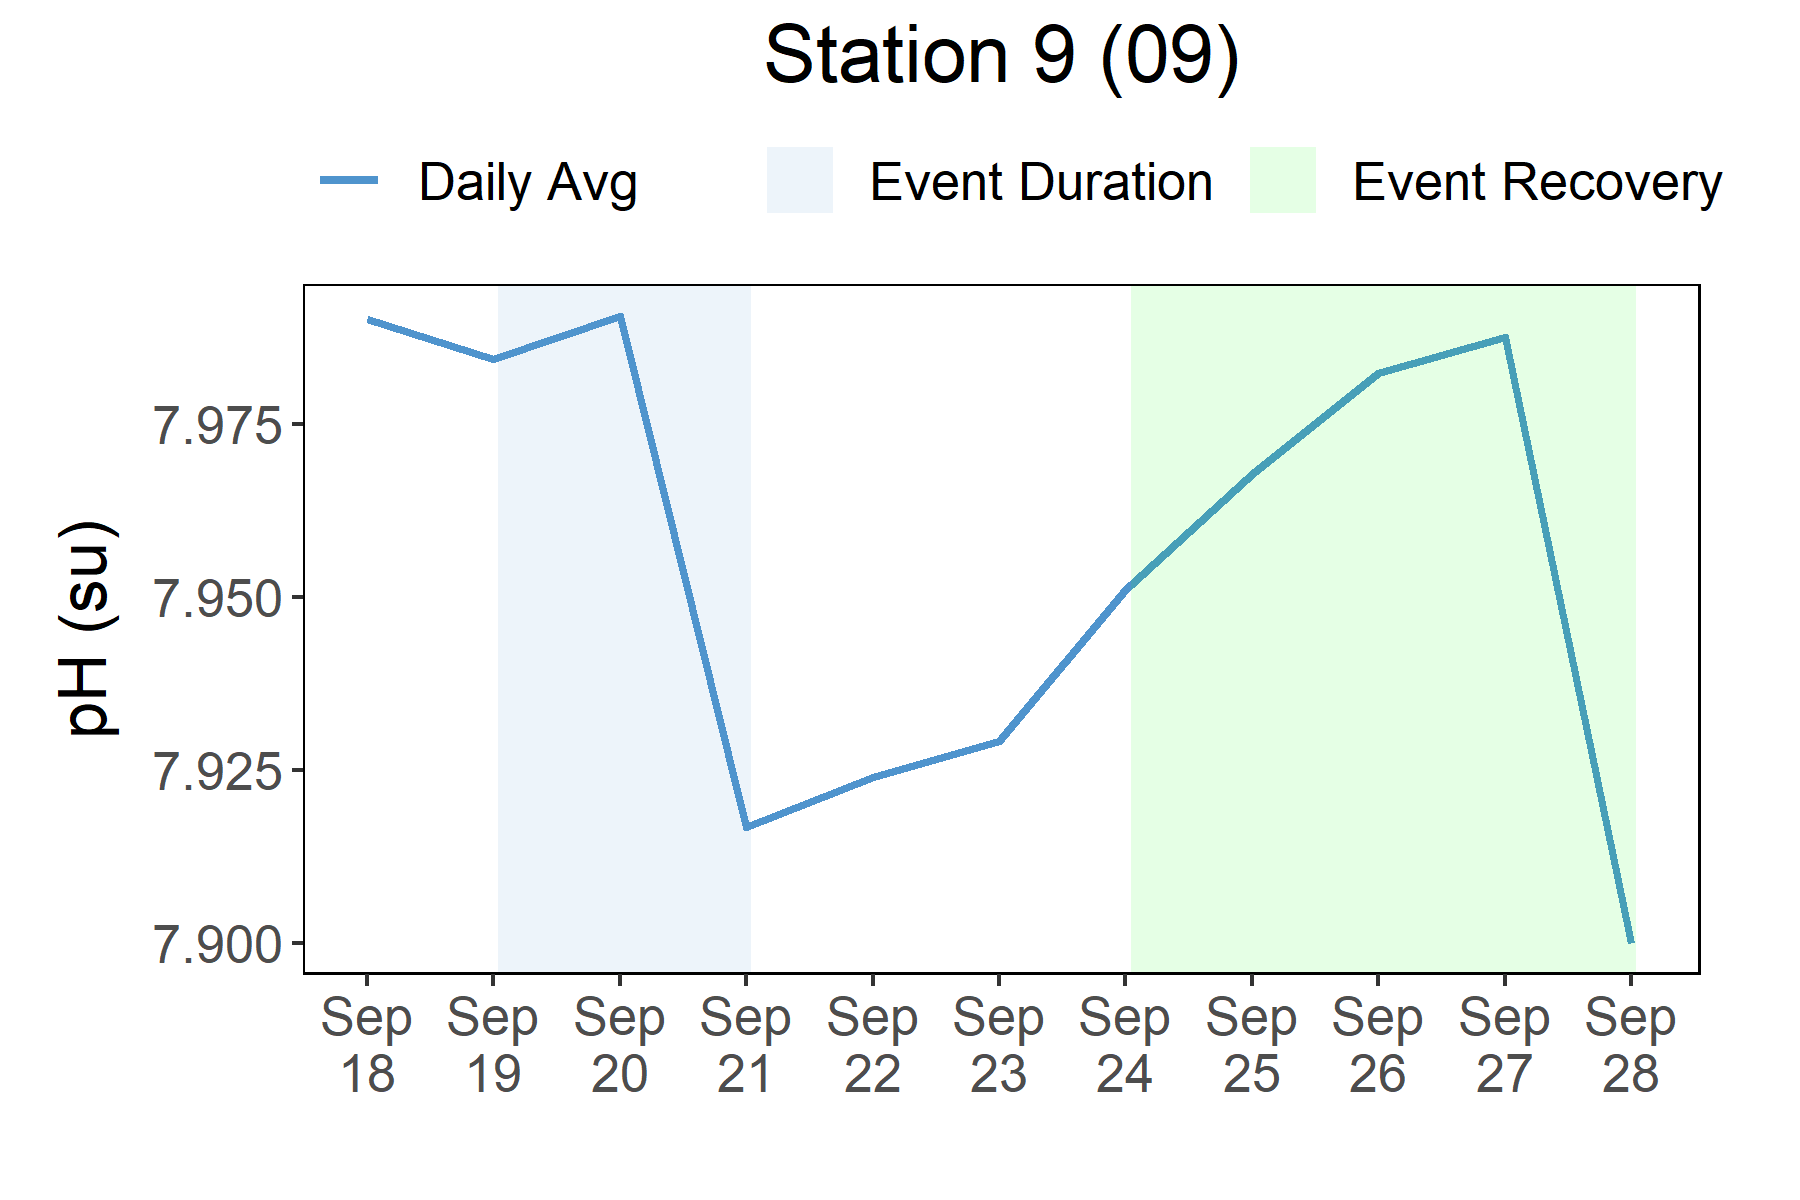 Station 9 (09)
Daily Avg Event Duration Event Recovery
pH (su)
7.975
7.950
7.925
7.900
Sep Sep Sep Sep Sep Sep Sep Sep Sep Sep Sep
18 19 20 21 22 23 24 25 26 27 28